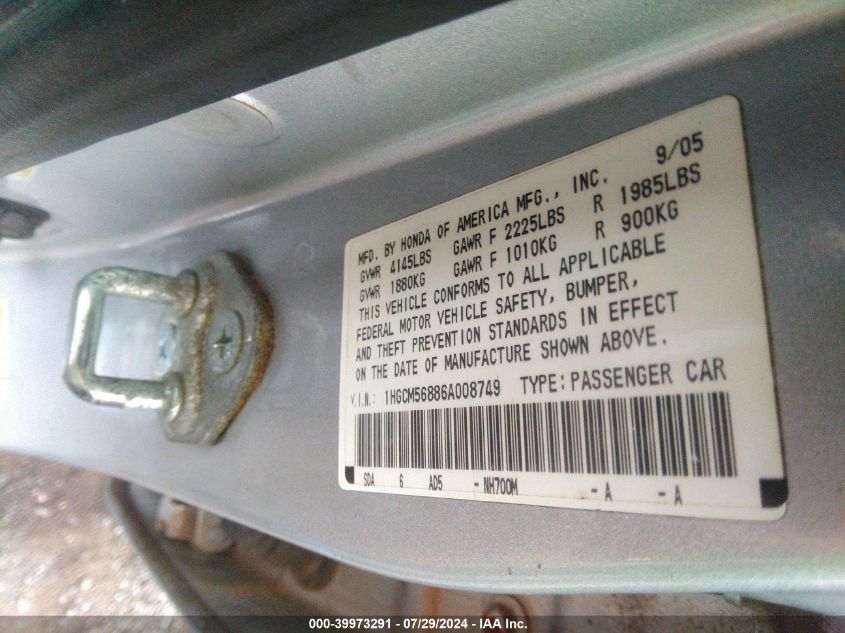 9/05
MFD. BY HONDA OF AMERICA MFG., INC.
GVWR 4145LBS GAWR F 2225LBS R 1985LBS
GVWR 1880KG GAWR F 1010KG R 900KG
THIS VEHICLE CONFORMS TO ALL APPLICABLE
FEDERAL MOTOR VEHICLE SAFETY, BUMPER,
AND THEFT PREVENTION STANDARDS IN EFFECT
ON THE DATE OF MANUFACTURE SHOWN ABOVE.
V.I.N.: 1HGCM56886A008749 TYPE:PASSENGER CAR
SDA 6 AD5 - NH700M - A - A
000-39973291 - 07/29/2024 - IAA Inc.